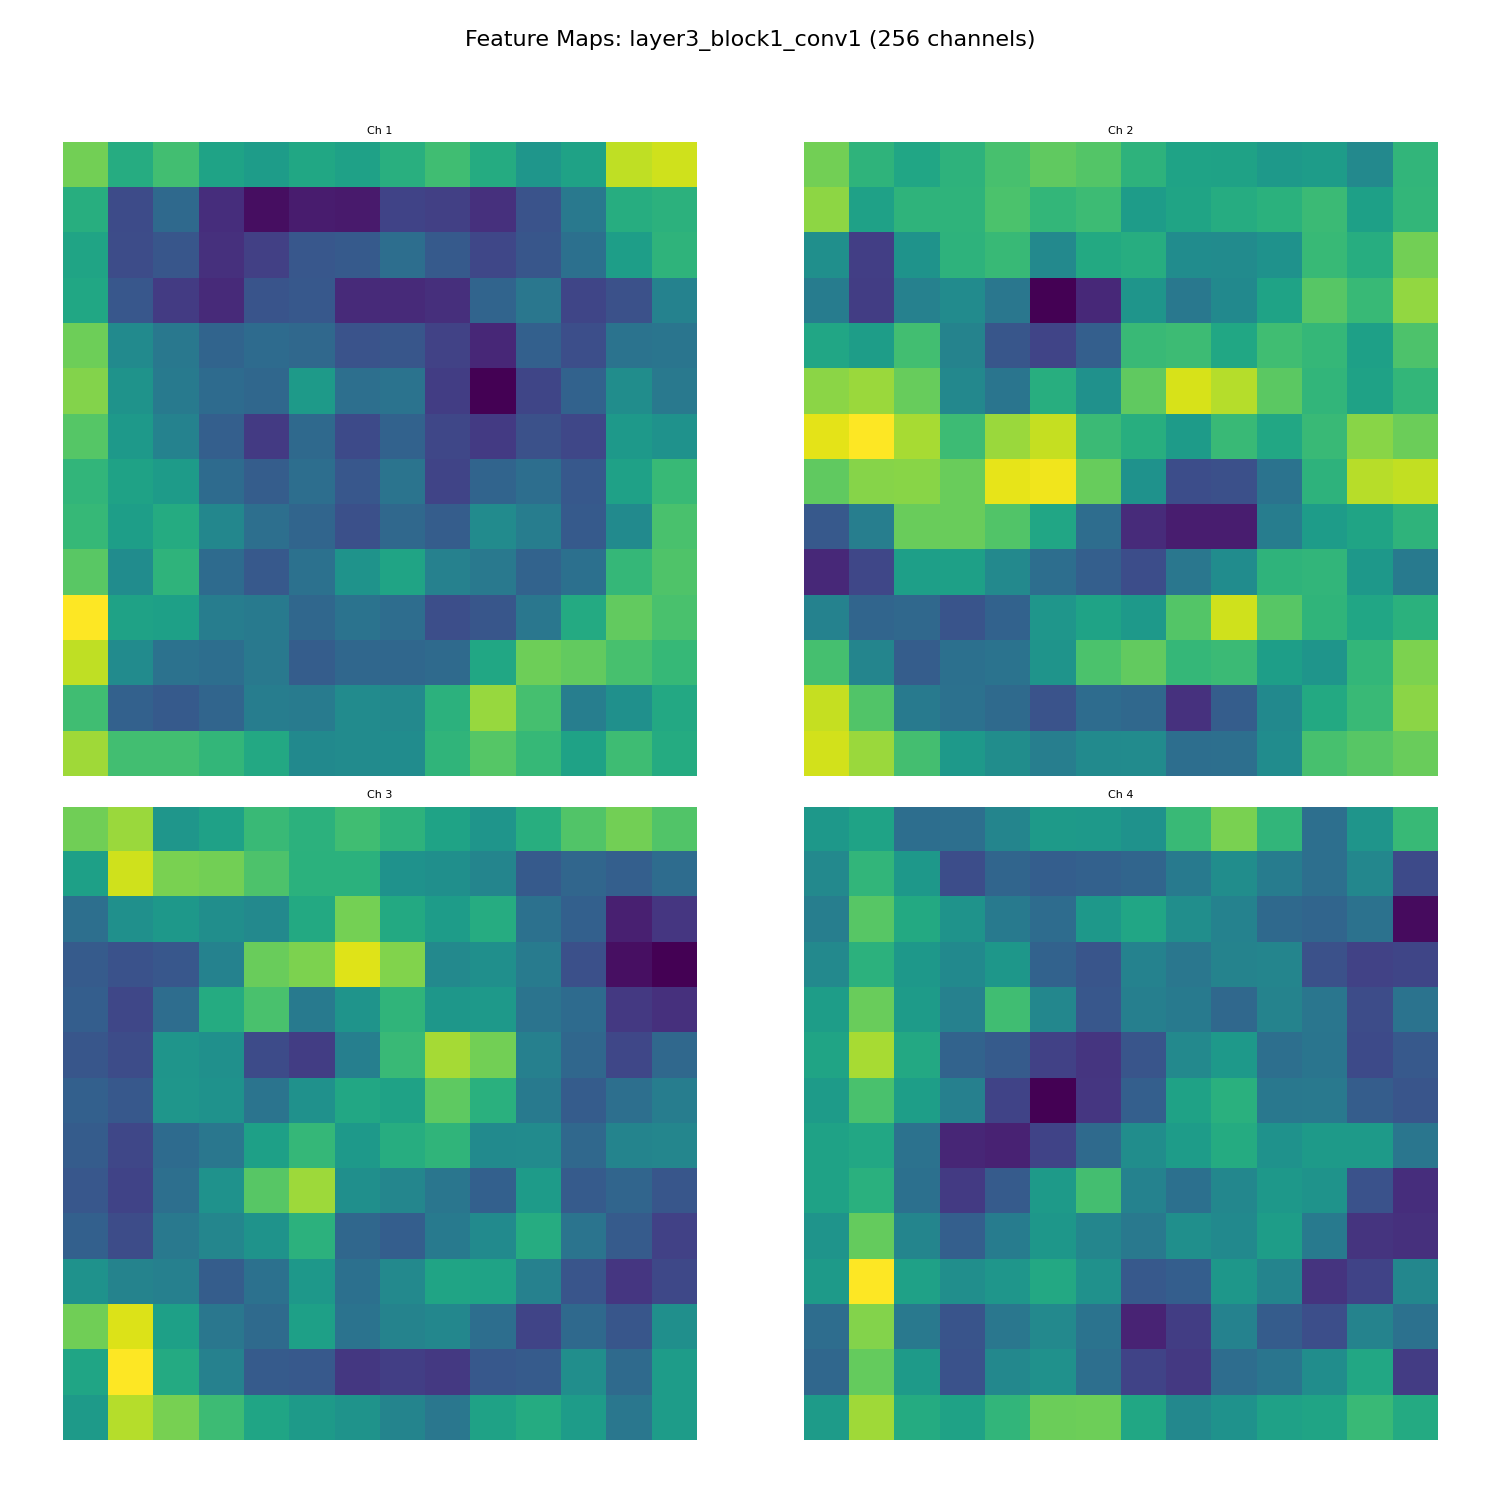 Feature Maps: layer3_block1_conv1 (256 channels)
Ch 1
Ch 2
Ch 3
Ch 4